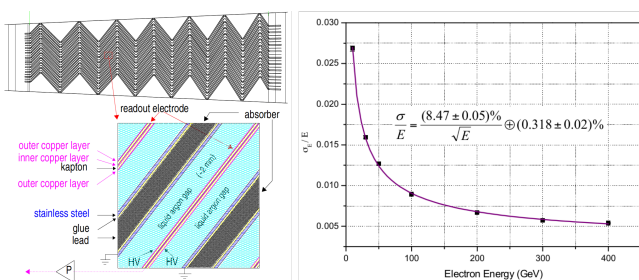 readout electrode
absorber
outer copper layer
inner copper layer
kapton
outer copper layer
stainless steel
glue
lead
liquid argon gap
(~2 mm)
liquid argon gap
HV
HV
P
0.030
0.025
0.020
0.015
0.010
0.005
σ_E / E
σ/E = (8.47 ± 0.05)%/√E ⊕(0.318 ± 0.02)%
0 50 100 150 200 250 300 350 400
Electron Energy (GeV)